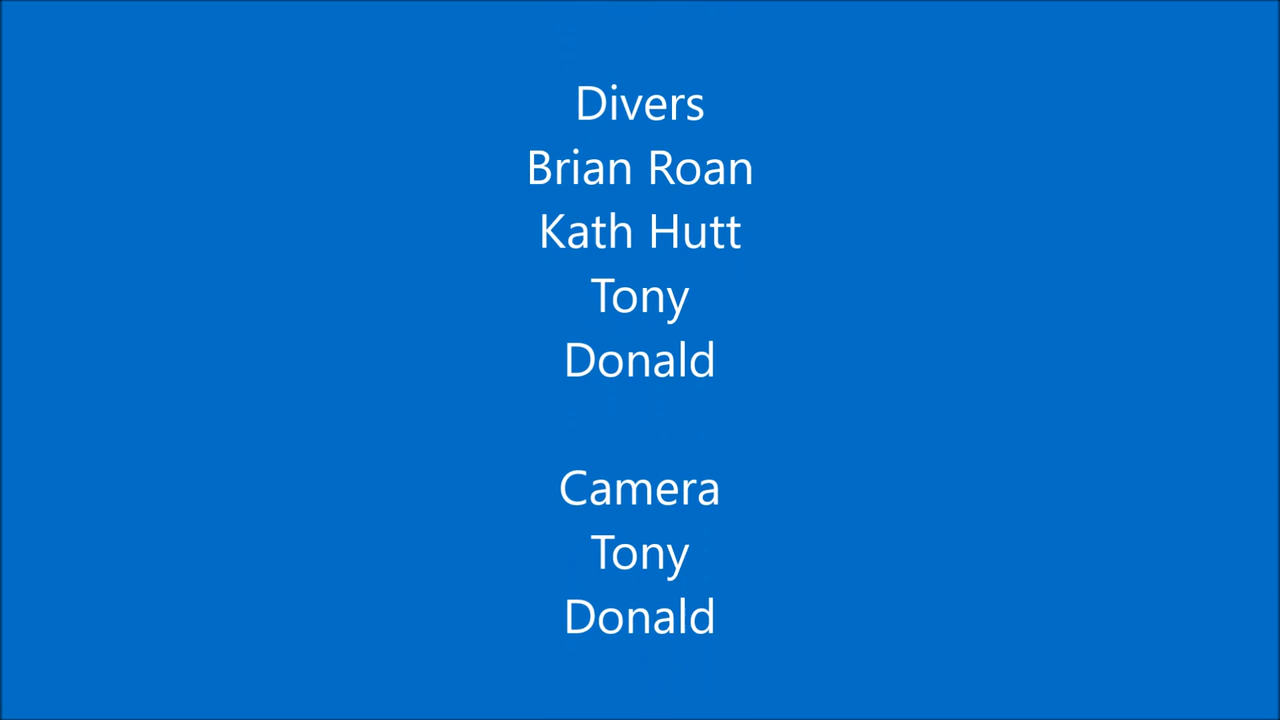 Divers
Brian Roan
Kath Hutt
Tony
Donald
Camera
Tony
Donald